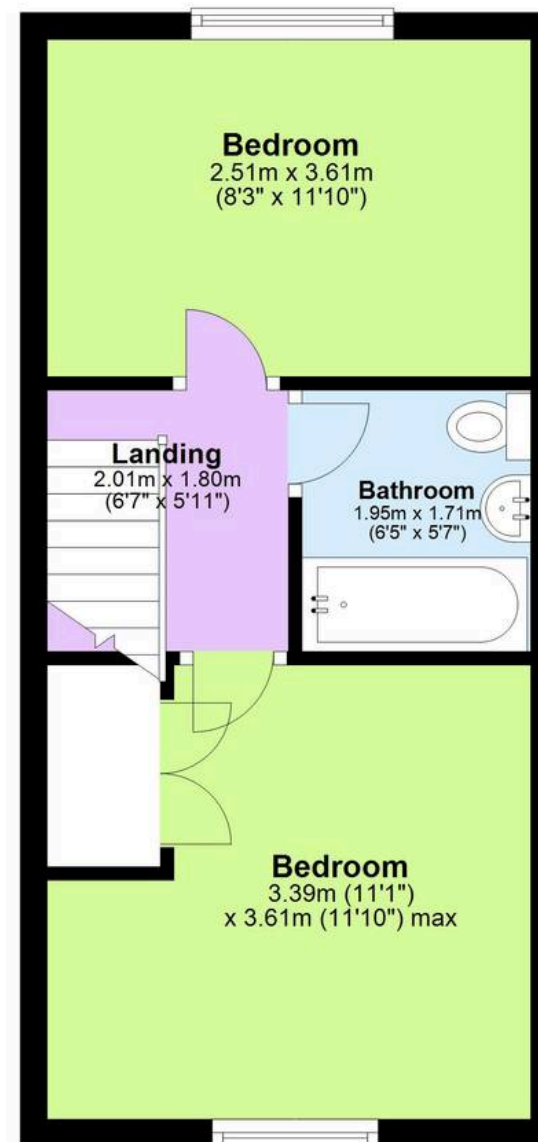 Bedroom
2.51m x 3.61m
(8'3" x 11'10")
Landing
2.01m x 1.80m
(6'7" x 5'11")
Bathroom
1.95m x 1.71m
(6'5" x 5'7")
Bedroom
3.39m (11'1")
x 3.61m (11'10") max